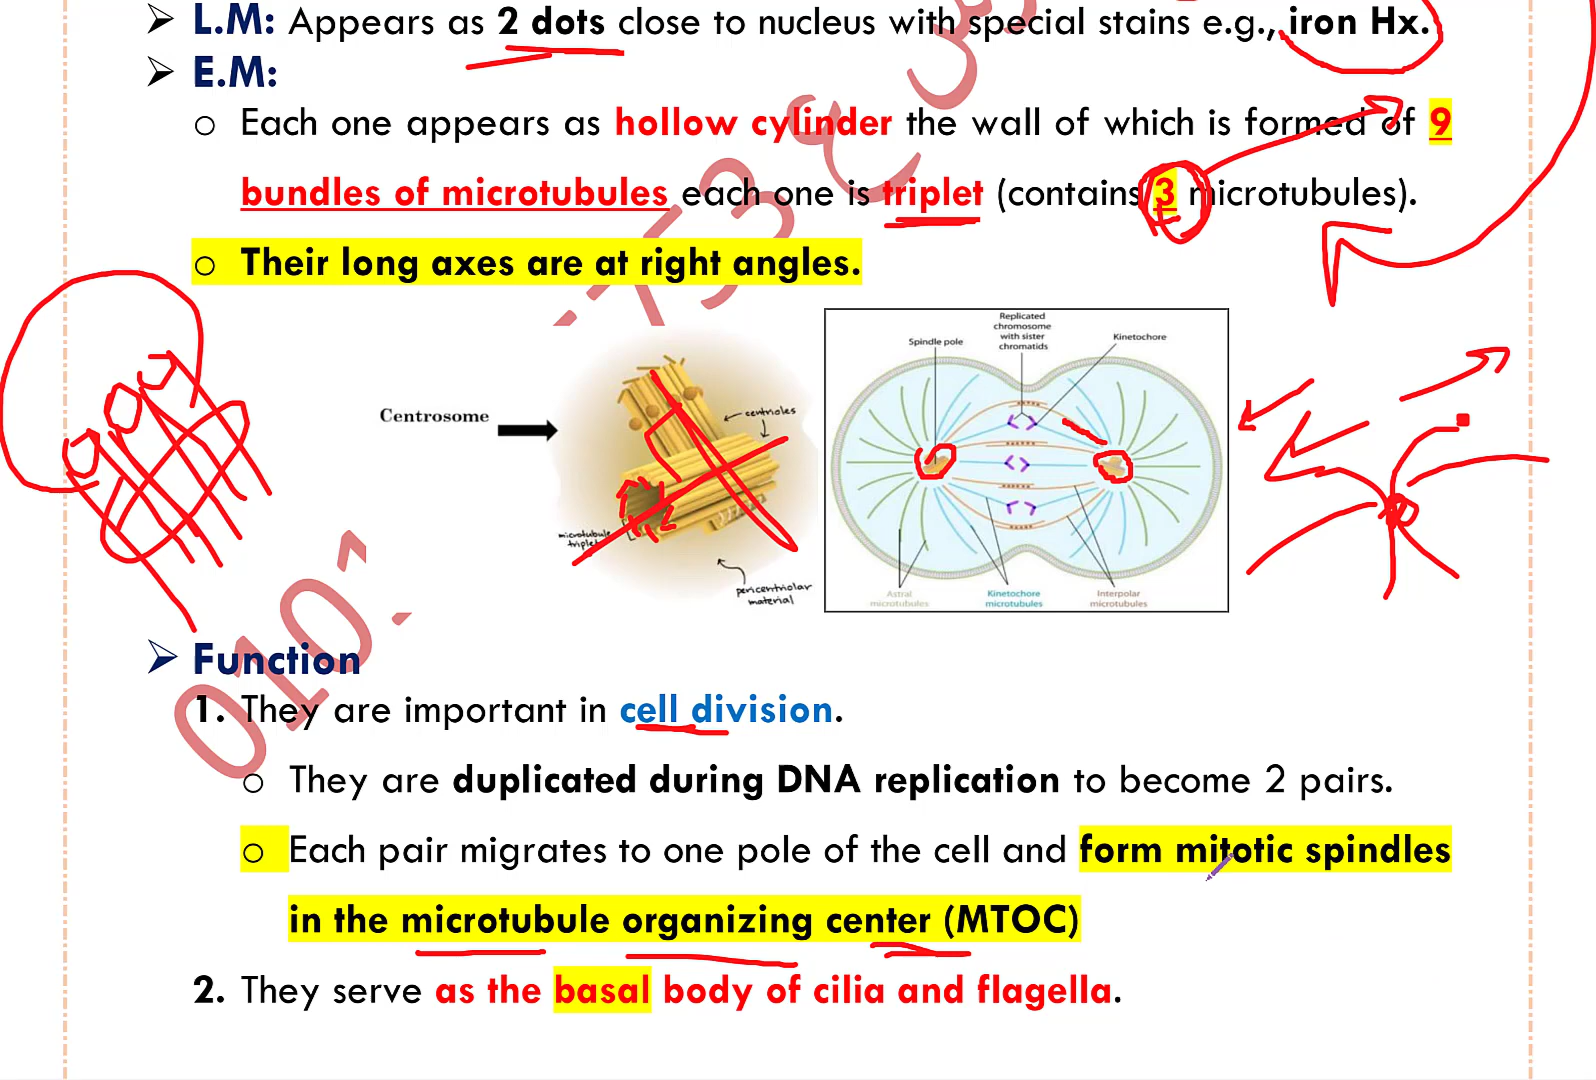 ➢ L.M: Appears as 2 dots close to nucleus with special stains e.g., iron Hx.
➢ E.M:
o Each one appears as hollow cylinder the wall of which is formed of 9
bundles of microtubules each one is triplet (contains 3 microtubules).
o Their long axes are at right angles.
Centrosome
centrioles
microtubule
triplet
pericentriolar
material
Replicated
chromosome
with sister
chromatids
Spindle pole
Kinetochore
Astral
microtubules
Kinetochore
microtubules
Interpolar
microtubules
➢ Function
1. They are important in cell division.
o They are duplicated during DNA replication to become 2 pairs.
o Each pair migrates to one pole of the cell and form mitotic spindles
in the microtubule organizing center (MTOC)
2. They serve as the basal body of cilia and flagella.